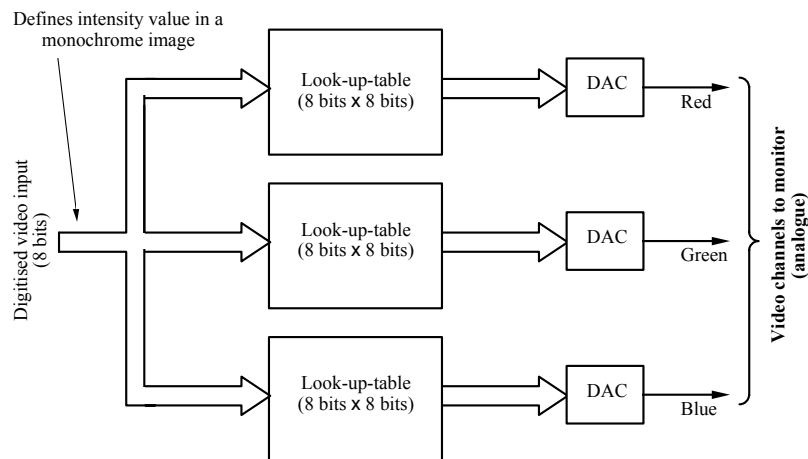 Defines intensity value in a
monochrome image
Digitised video input
(8 bits)
Look-up-table
(8 bits x 8 bits)
DAC
Red
Look-up-table
(8 bits x 8 bits)
DAC
Green
Look-up-table
(8 bits x 8 bits)
DAC
Blue
Video channels to monitor
(analogue)